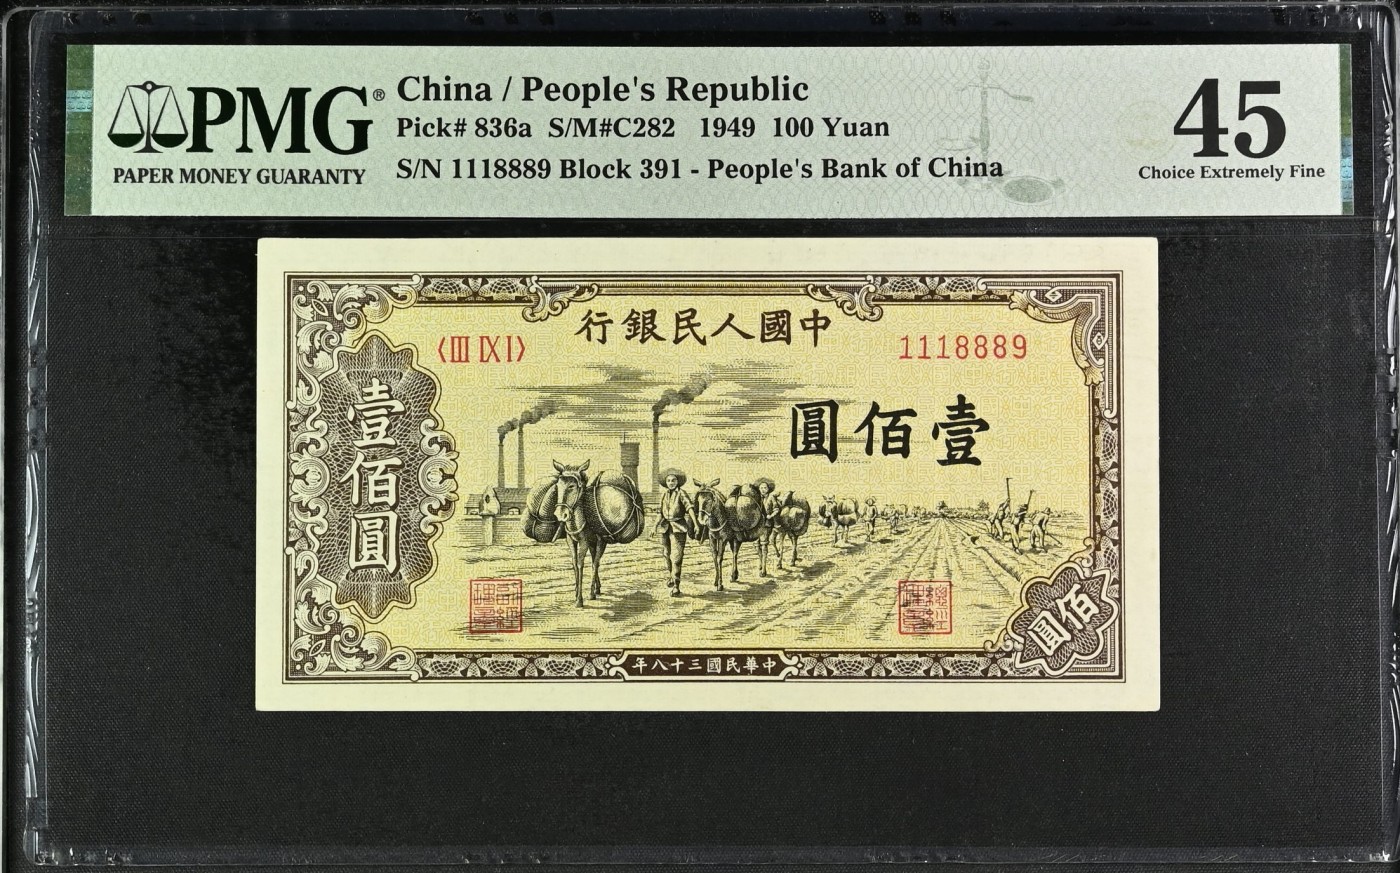 PMG®
PAPER MONEY GUARANTY
China / People's Republic
Pick# 836a S/M#C282 1949 100 Yuan
S/N 1118889 Block 391 - People's Bank of China
45
Choice Extremely Fine
行銀民人國中
〈III IX I〉
1118889
圓佰壹
壹佰圓
佰圓
年八十三國民華中